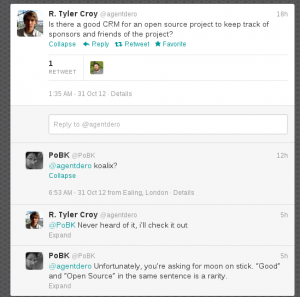 R. Tyler Croy @agentdero 18h
Is there a good CRM for an open source project to keep track of
sponsors and friends of the project?
Collapse Reply Retweet Favorite
1
RETWEET
1:35 AM - 31 Oct 12 · Details
Reply to @agentdero
PoBK @PoBK 12h
@agentdero koalix?
Collapse
6:53 AM - 31 Oct 12 from Ealing, London · Details
R. Tyler Croy @agentdero 5h
@PoBK Never heard of it, i'll check it out
Expand
PoBK @PoBK 5h
@agentdero Unfortunately, you're asking for moon on stick. "Good"
and "Open Source" in the same sentence is a rarity.
Expand